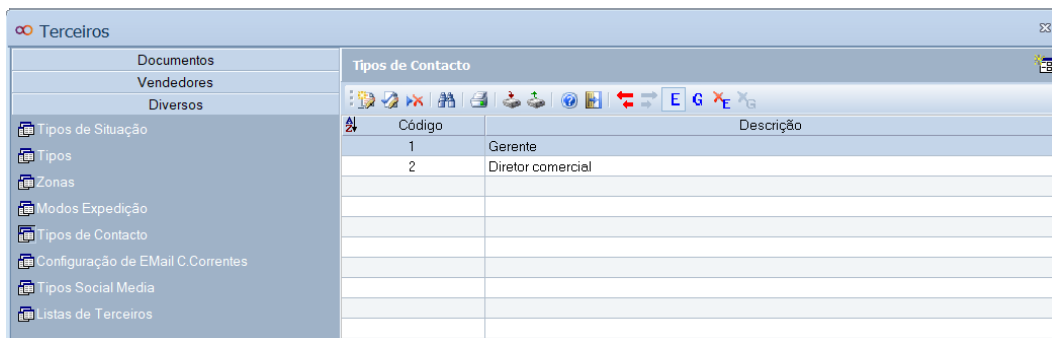 Terceiros
Documentos
Vendedores
Diversos
Tipos de Situação
Tipos
Zonas
Modos Expedição
Tipos de Contacto
Configuração de EMail C.Correntes
Tipos Social Media
Listas de Terceiros
Tipos de Contacto
E G E G
Código Descrição
1 Gerente
2 Diretor comercial